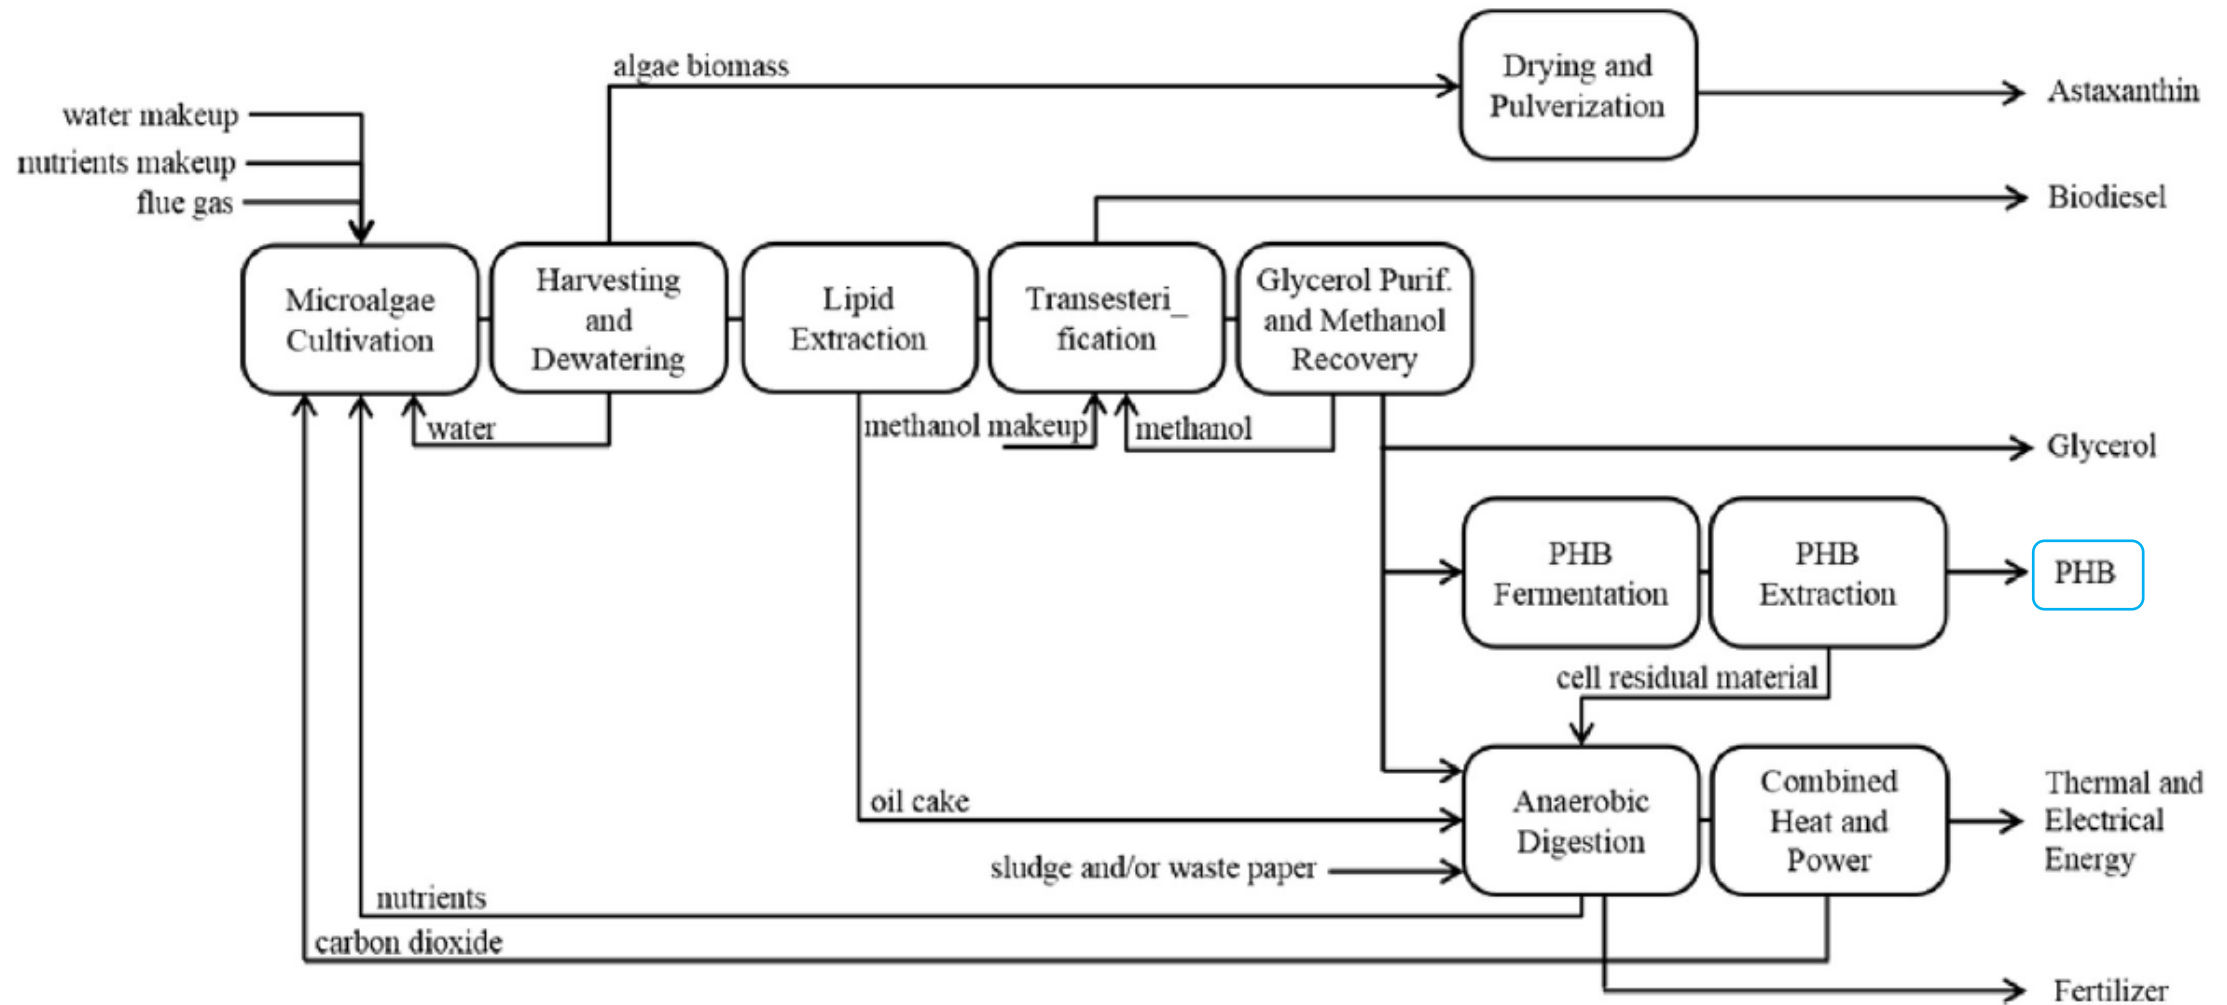 algae biomass
Drying and
Pulverization
Astaxanthin
water makeup
nutrients makeup
flue gas
Biodiesel
Microalgae
Cultivation
Harvesting
and
Dewatering
Lipid
Extraction
Transesteri_
fication
Glycerol Purif.
and Methanol
Recovery
water
methanol makeup
methanol
Glycerol
PHB
Fermentation
PHB
Extraction
PHB
cell residual material
oil cake
sludge and/or waste paper
Anaerobic
Digestion
Combined
Heat and
Power
Thermal and
Electrical
Energy
nutrients
carbon dioxide
Fertilizer